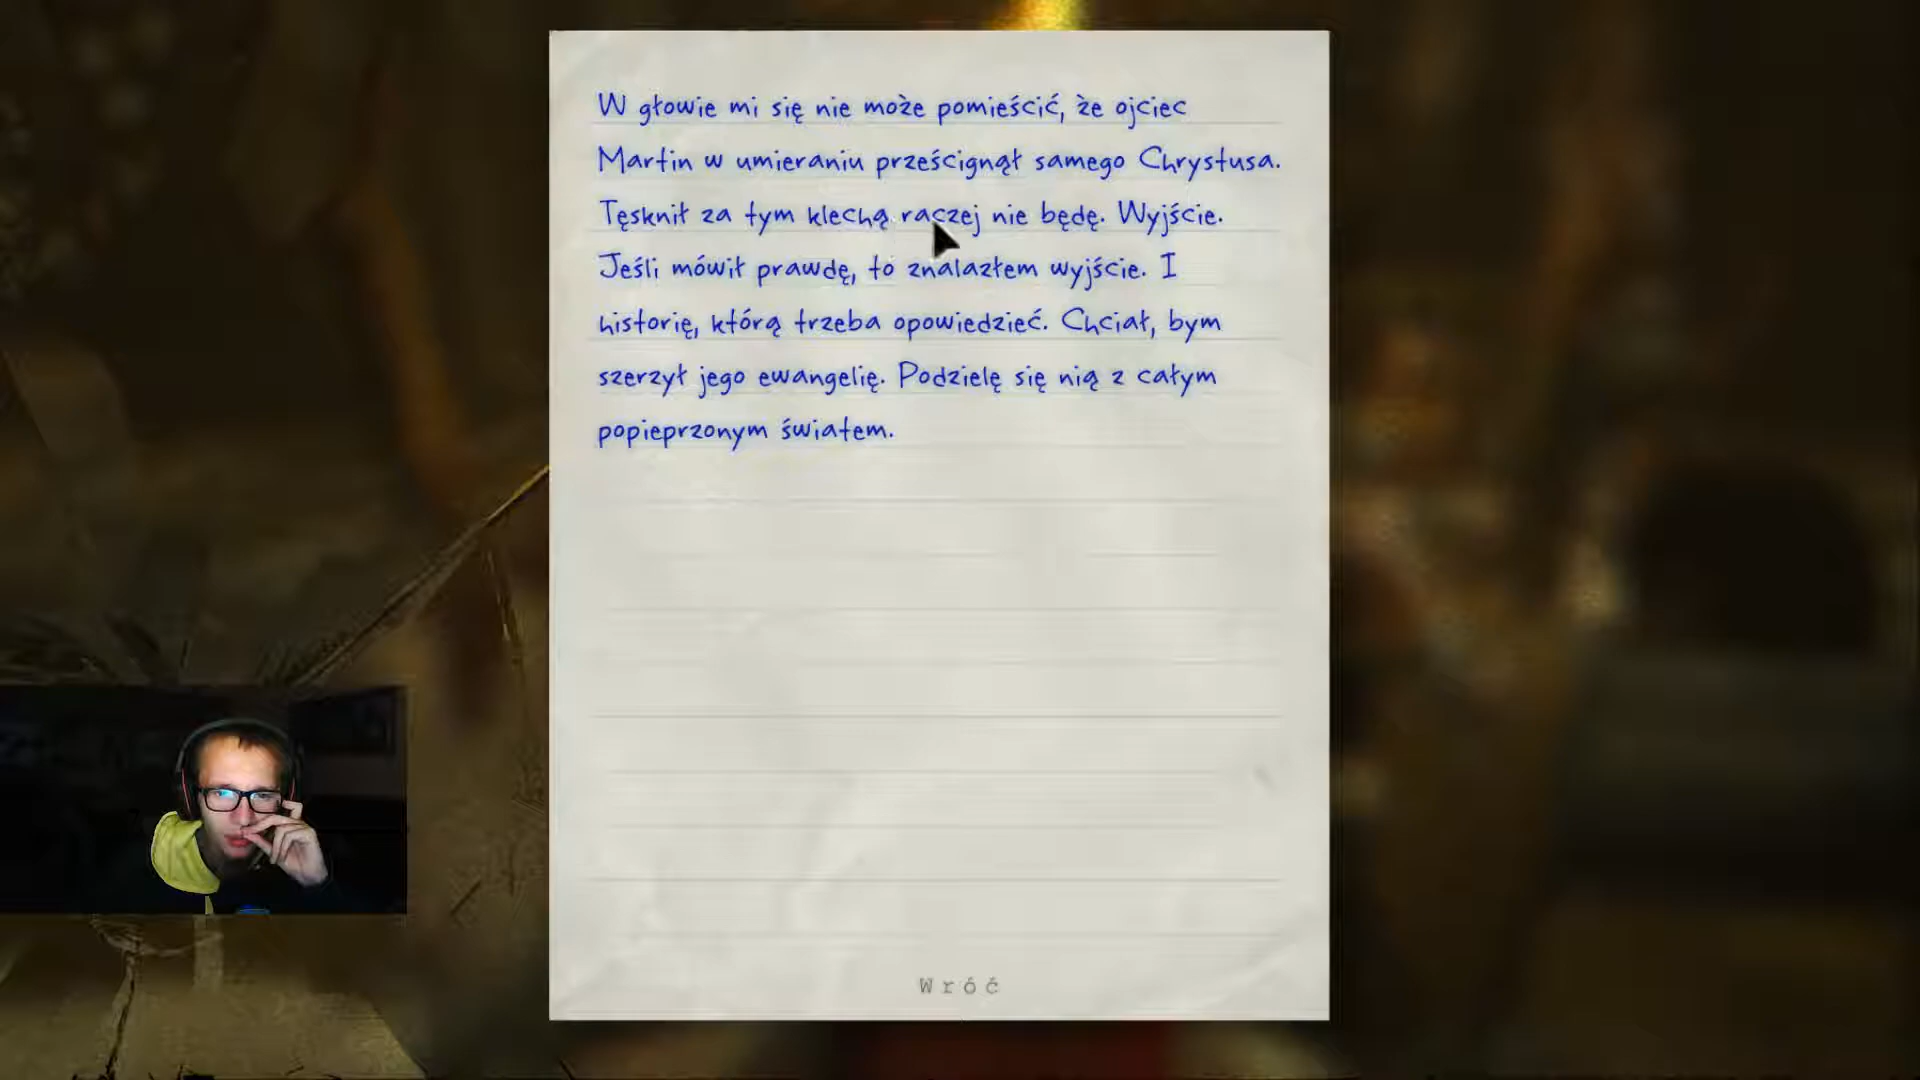 W głowie mi się nie może pomieścić, że ojciec
Martin w umieraniu prześcignął samego Chrystusa.
Tęsknił za tym klechą raczej nie będę. Wyjście.
Jeśli mówił prawdę, to znalazłem wyjście. I
historię, którą trzeba opowiedzieć. Chciał, bym
szerzył jego ewangelię. Podzielę się nią z całym
popieprzonym światem.
Wróć